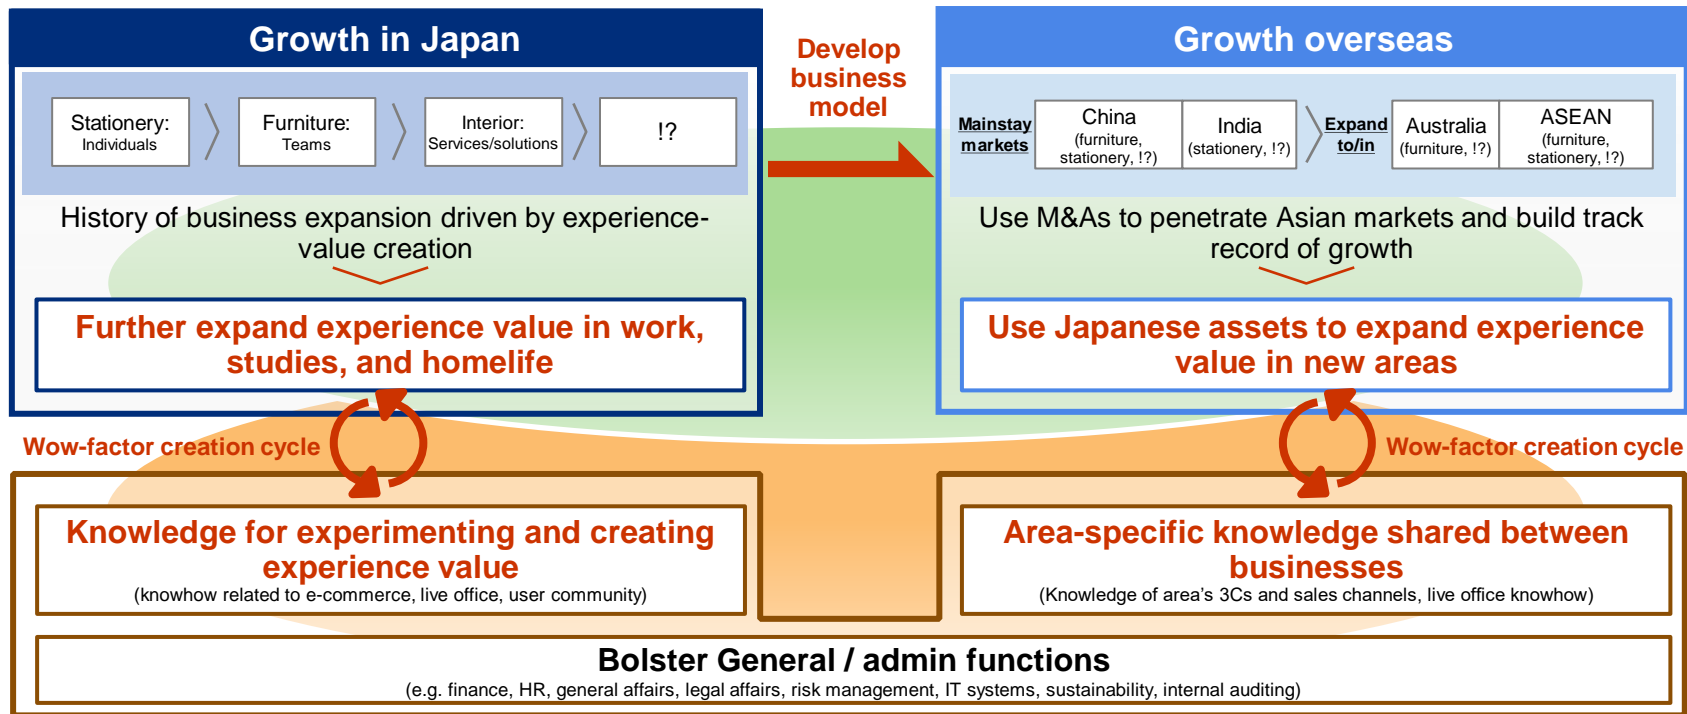 Growth in Japan
Stationery:
Individuals
Furniture:
Teams
Interior:
Services/solutions
!?
History of business expansion driven by experience-
value creation
Further expand experience value in work,
studies, and homelife
Develop
business
model
Growth overseas
Mainstay
markets
China
(furniture,
stationery, !?)
India
(stationery, !?)
Expand
to/in
Australia
(furniture, !?)
ASEAN
(furniture,
stationery, !?)
Use M&As to penetrate Asian markets and build track
record of growth
Use Japanese assets to expand experience
value in new areas
Wow-factor creation cycle
Wow-factor creation cycle
Knowledge for experimenting and creating
experience value
(knowhow related to e-commerce, live office, user community)
Area-specific knowledge shared between
businesses
(Knowledge of area's 3Cs and sales channels, live office knowhow)
Bolster General / admin functions
(e.g. finance, HR, general affairs, legal affairs, risk management, IT systems, sustainability, internal auditing)